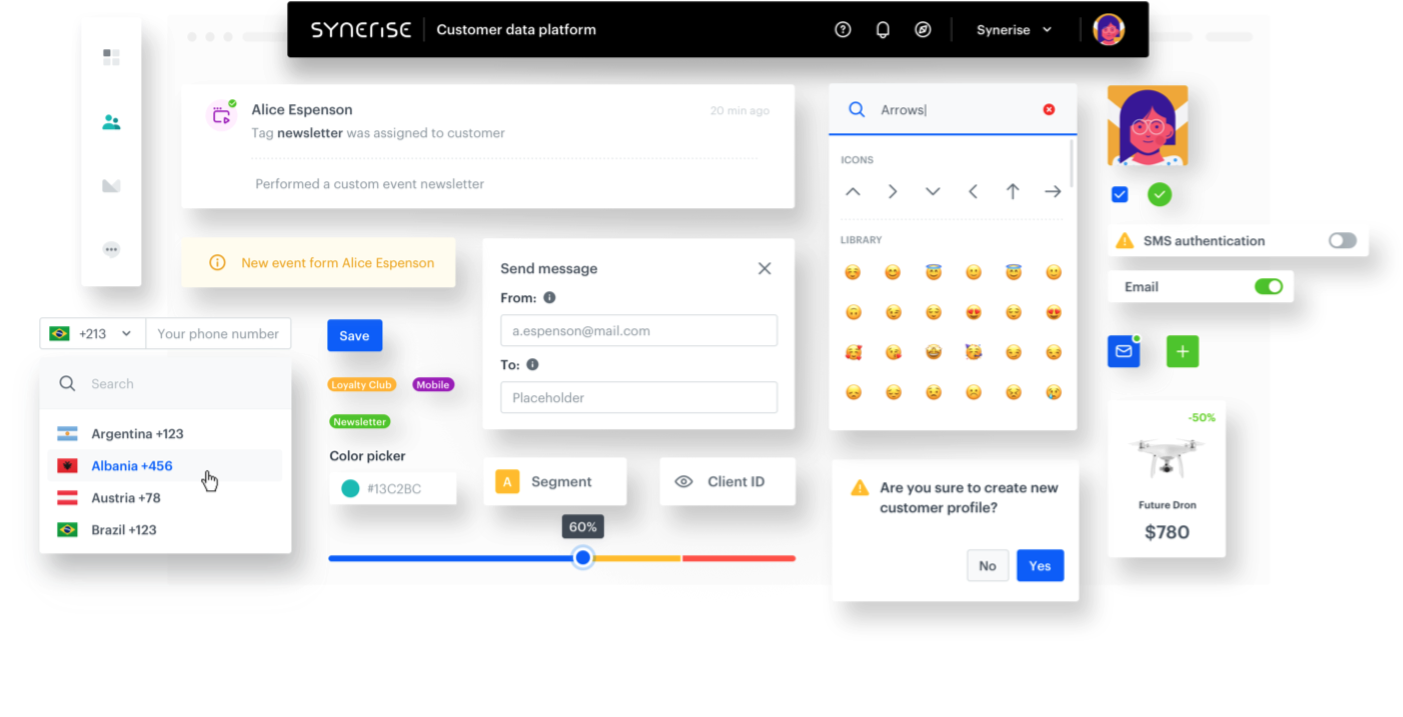 SYNERISE
Customer data platform
Synerise
Alice Espenson
20 min ago
Tag newsletter was assigned to customer
Performed a custom event newsletter
Arrows
ICONS
LIBRARY
SMS authentication
Email
New event form Alice Espenson
Send message
From:
a.espenson@mail.com
To:
Placeholder
+213
Your phone number
Search
Argentina +123
Albania +456
Austria +78
Brazil +123
Save
Loyalty Club
Mobile
Newsletter
Color picker
#13C2BC
A
Segment
Client ID
60%
Are you sure to create new
customer profile?
No
Yes
-50%
Future Dron
$780